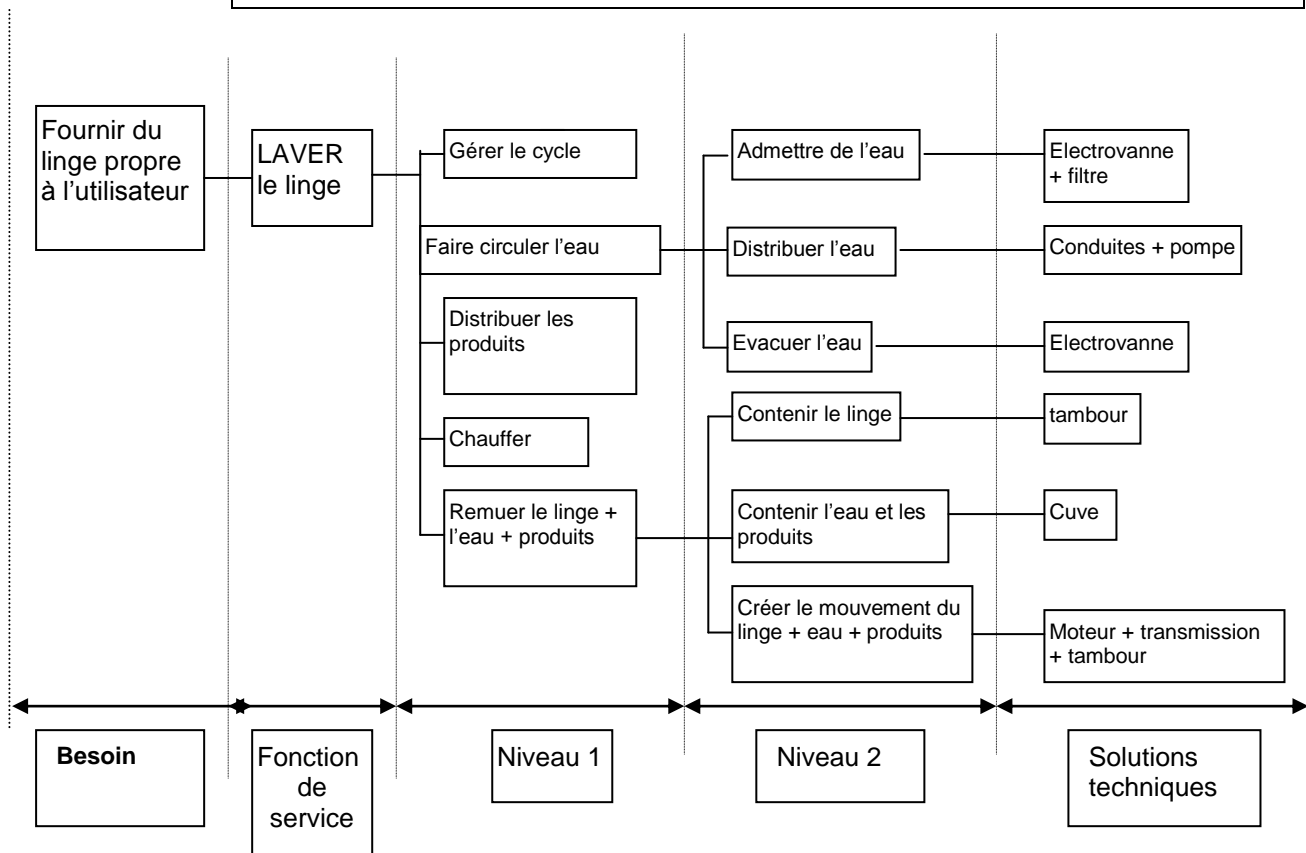 Fournir du
linge propre
à l’utilisateur
LAVER
le linge
Gérer le cycle
Faire circuler l’eau
Distribuer les
produits
Chauffer
Remuer le linge +
l’eau + produits
Admettre de l’eau
Distribuer l’eau
Evacuer l’eau
Contenir le linge
Contenir l’eau et les
produits
Créer le mouvement du
linge + eau + produits
Electrovanne
+ filtre
Conduites + pompe
Electrovanne
tambour
Cuve
Moteur + transmission
+ tambour
Besoin
Fonction
de
service
Niveau 1
Niveau 2
Solutions
techniques